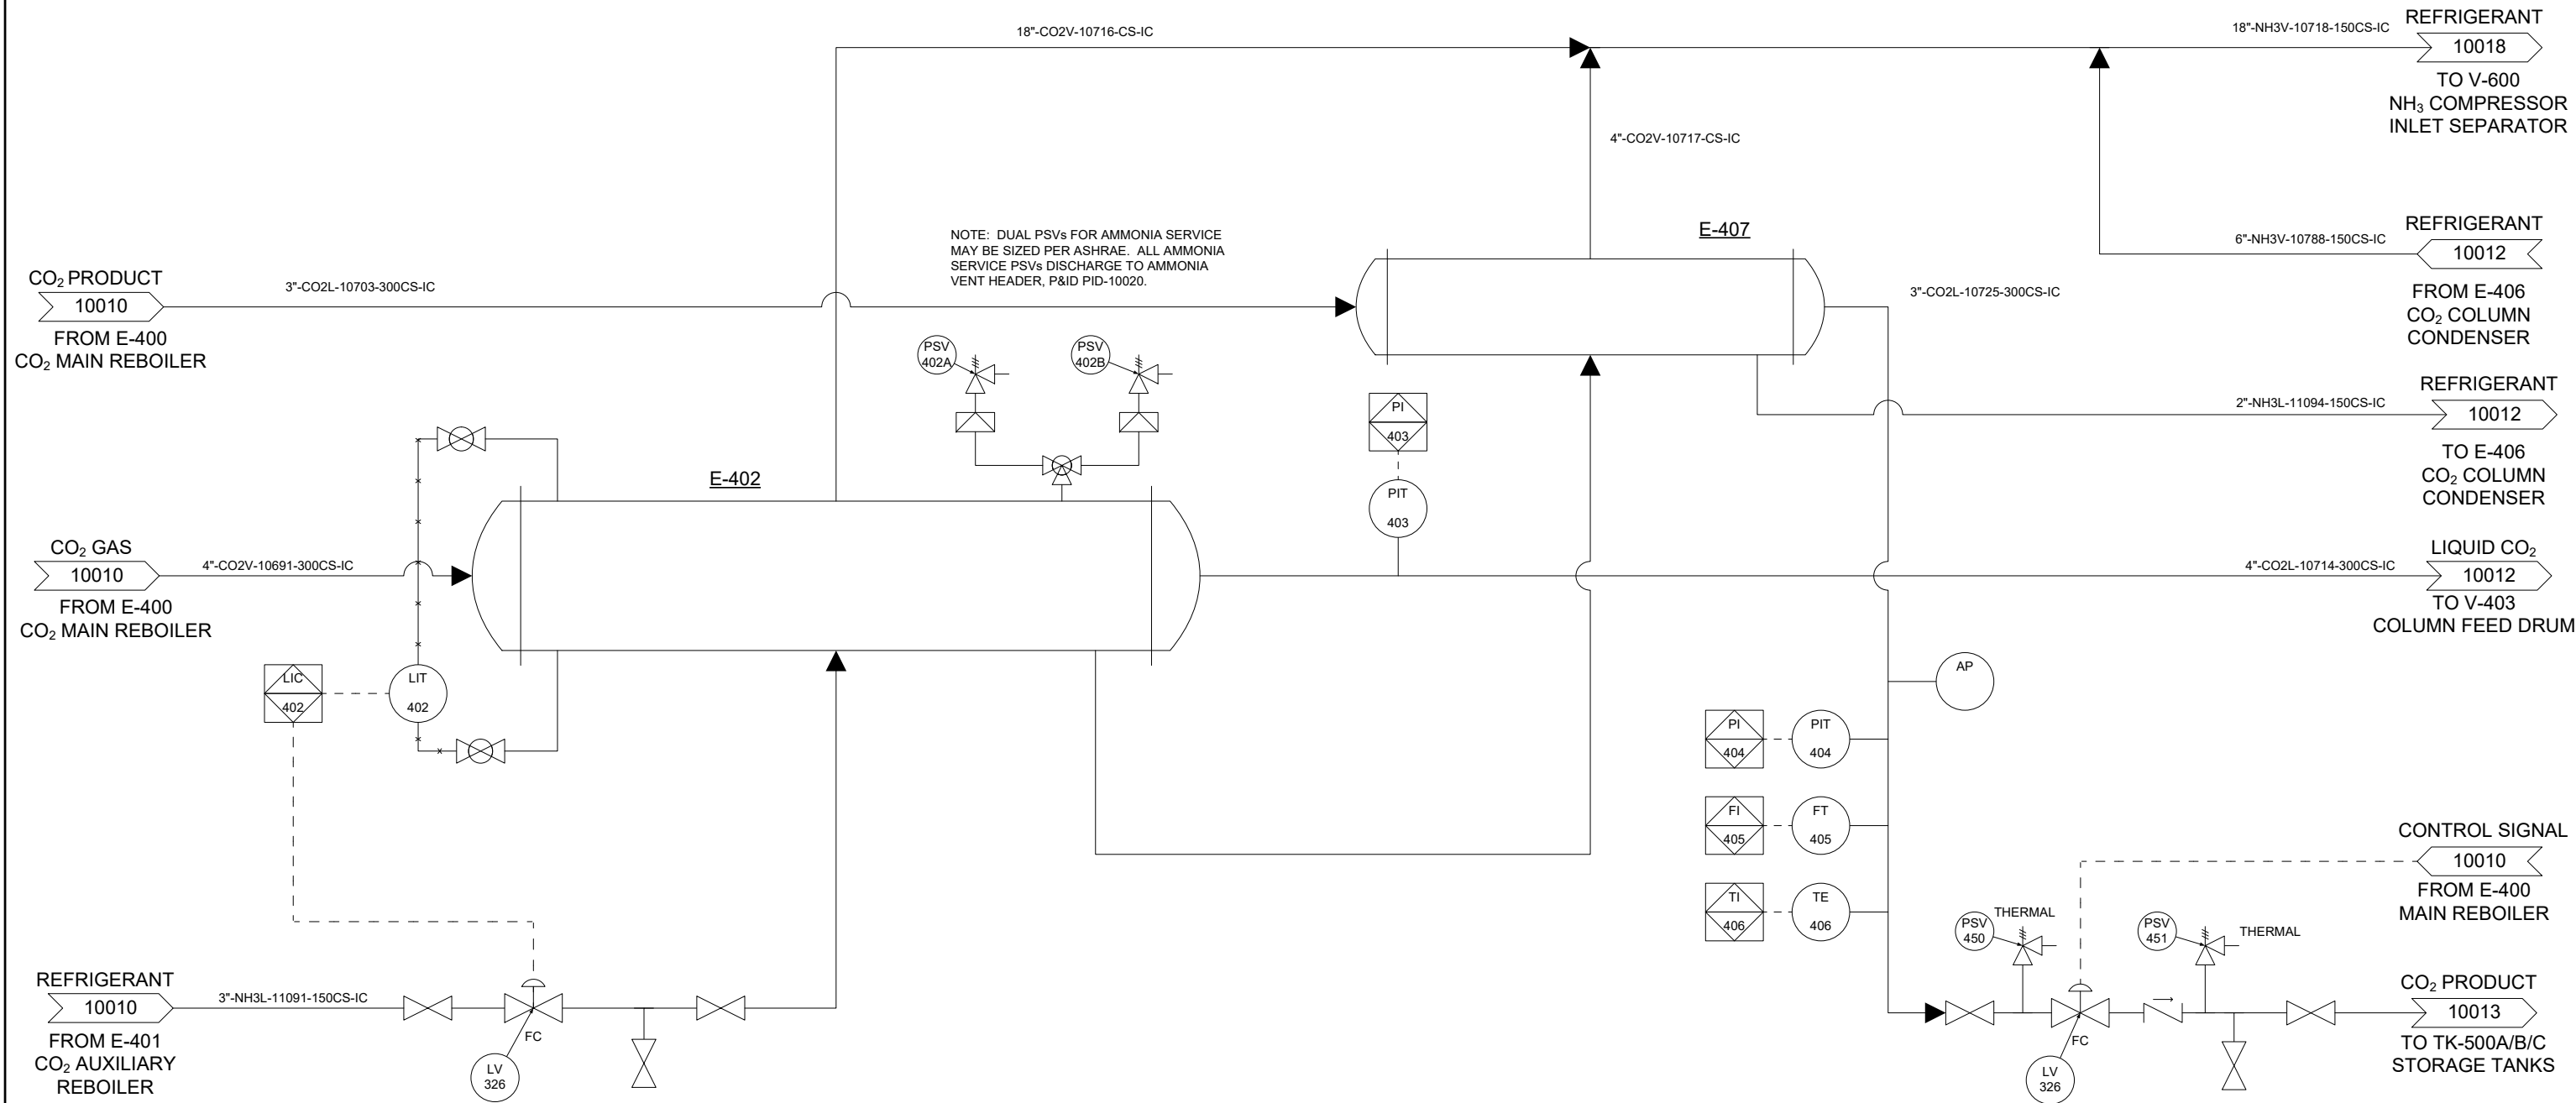 18"-CO2V-10716-CS-IC
18"-NH3V-10718-150CS-IC
REFRIGERANT
10018
TO V-600
NH₃ COMPRESSOR
INLET SEPARATOR
4"-CO2V-10717-CS-IC
NOTE: DUAL PSVs FOR AMMONIA SERVICE
MAY BE SIZED PER ASHRAE. ALL AMMONIA
SERVICE PSVs DISCHARGE TO AMMONIA
VENT HEADER, P&ID PID-10020.
E-407
REFRIGERANT
6"-NH3V-10788-150CS-IC
10012
FROM E-406
CO₂ COLUMN
CONDENSER
CO₂ PRODUCT
10010
3"-CO2L-10703-300CS-IC
FROM E-400
CO₂ MAIN REBOILER
3"-CO2L-10725-300CS-IC
PSV
402A
PSV
402B
REFRIGERANT
2"-NH3L-11094-150CS-IC
10012
TO E-406
CO₂ COLUMN
CONDENSER
PI
403
PIT
403
E-402
CO₂ GAS
10010
4"-CO2V-10691-300CS-IC
FROM E-400
CO₂ MAIN REBOILER
LIQUID CO₂
4"-CO2L-10714-300CS-IC
10012
TO V-403
COLUMN FEED DRUM
LIC
402
LIT
402
AP
PI
404
PIT
404
FI
405
FT
405
TI
406
TE
406
CONTROL SIGNAL
10010
FROM E-400
MAIN REBOILER
PSV
450
THERMAL
PSV
451
THERMAL
REFRIGERANT
10010
3"-NH3L-11091-150CS-IC
FROM E-401
CO₂ AUXILIARY
REBOILER
FC
LV
326
FC
LV
326
CO₂ PRODUCT
10013
TO TK-500A/B/C
STORAGE TANKS